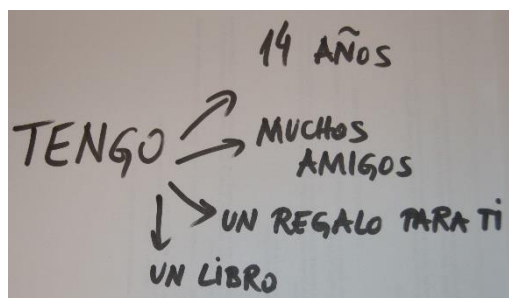 14 AÑOS
TENGO
MUCHOS
AMIGOS
UN REGALO PARA TI
UN LIBRO